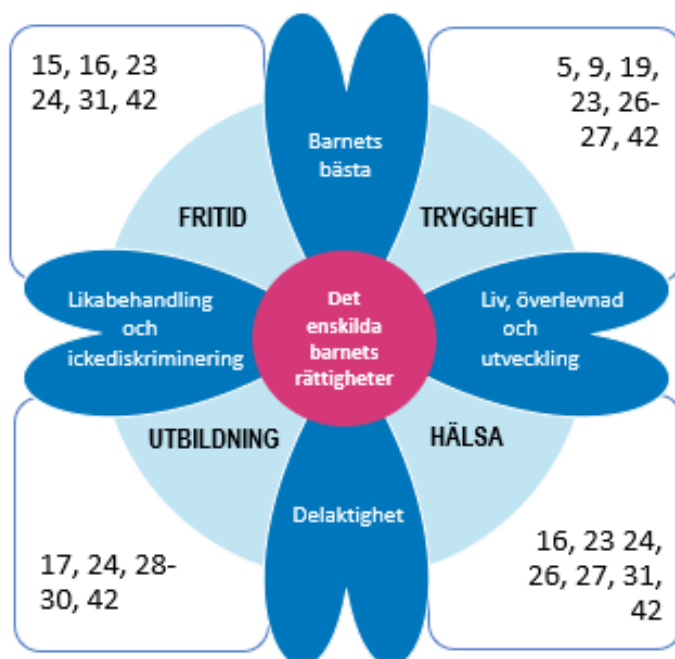 15, 16, 23
24, 31, 42
5, 9, 19,
23, 26-
27, 42
Barnets
bästa
FRITID
TRYGGHET
Likabehandling
och
ickediskriminering
Det
enskilda
barnets
rättigheter
Liv, överlevnad
och
utveckling
UTBILDNING
HÄLSA
Delaktighet
17, 24, 28-
30, 42
16, 23 24,
26, 27, 31,
42